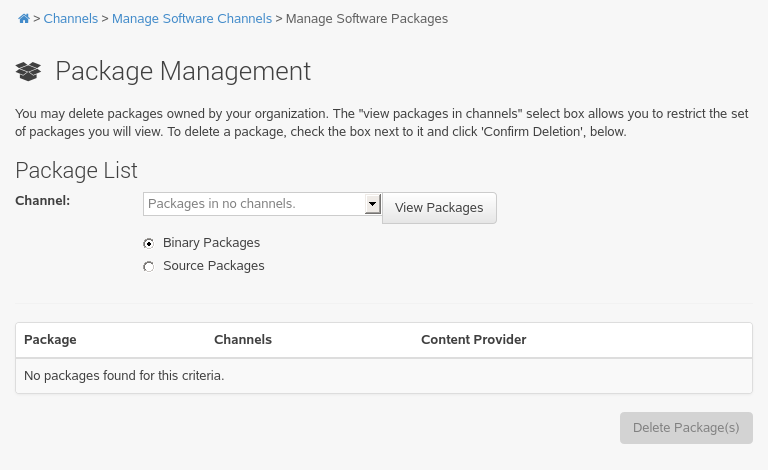 > Channels > Manage Software Channels > Manage Software Packages
Package Management
You may delete packages owned by your organization. The "view packages in channels" select box allows you to restrict the set
of packages you will view. To delete a package, check the box next to it and click 'Confirm Deletion', below.
Package List
Channel: Packages in no channels. View Packages
Binary Packages
Source Packages
Package Channels Content Provider
No packages found for this criteria.
Delete Package(s)